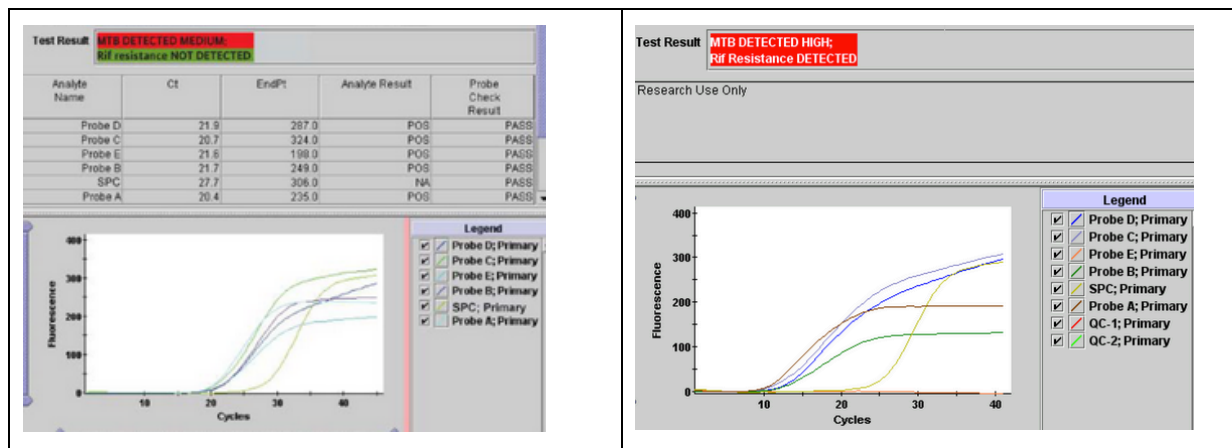 Test Result MTB DETECTED MEDIUM;
Rif resistance NOT DETECTED
Analyte Name Ct EndPt Analyte Result Probe Check Result
Probe D 21.9 287.0 POS PASS
Probe C 20.7 324.0 POS PASS
Probe E 21.6 198.0 POS PASS
Probe B 21.7 249.0 POS PASS
SPC 27.7 306.0 NA PASS
Probe A 20.4 235.0 POS PASS
400
300
200
100
0
Fluorescence
10 20 30 40
Cycles
Legend
Probe D; Primary
Probe C; Primary
Probe E; Primary
Probe B; Primary
SPC; Primary
Probe A; Primary
Test Result MTB DETECTED HIGH;
Rif Resistance DETECTED
Research Use Only
400
300
200
100
0
Fluorescence
10 20 30 40
Cycles
Legend
Probe D; Primary
Probe C; Primary
Probe E; Primary
Probe B; Primary
SPC; Primary
Probe A; Primary
QC-1; Primary
QC-2; Primary